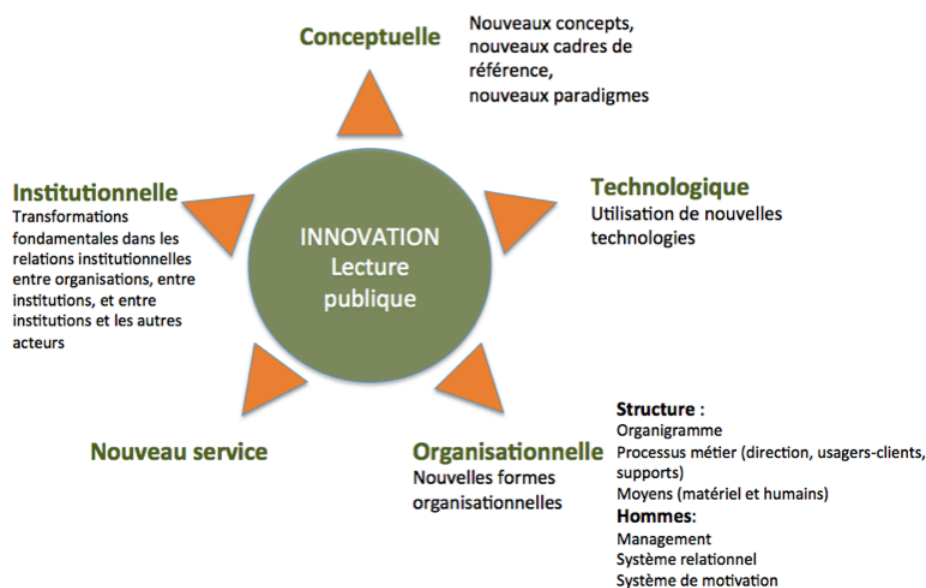 Conceptuelle
Nouveaux concepts,
nouveaux cadres de
référence,
nouveaux paradigmes
Institutionnelle
Transformations
fondamentales dans les
relations institutionnelles
entre organisations, entre
institutions, et entre
institutions et les autres
acteurs
INNOVATION
Lecture
publique
Technologique
Utilisation de nouvelles
technologies
Nouveau service
Organisationnelle
Nouvelles formes
organisationnelles
Structure :
Organigramme
Processus métier (direction, usagers-clients,
supports)
Moyens (matériel et humains)
Hommes:
Management
Système relationnel
Système de motivation